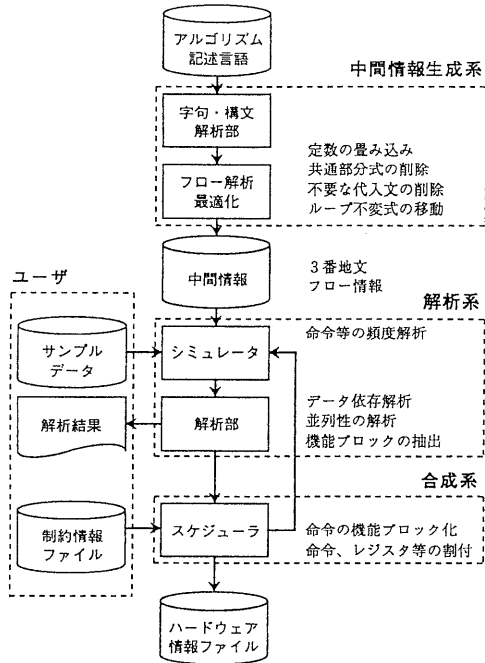 アルゴリズム
記述言語
中間情報生成系
字句・構文
解析部
フロー解析
最適化
定数の畳み込み
共通部分式の削除
不要な代入文の削除
ループ不変式の移動
中間情報
3番地文
フロー情報
ユーザ
解析系
サンプル
データ
シミュレータ
命令等の頻度解析
解析結果
解析部
データ依存解析
並列性の解析
機能ブロックの抽出
合成系
制約情報
ファイル
スケジューラ
命令の機能ブロック化
命令、レジスタ等の割付
ハードウェア
情報ファイル